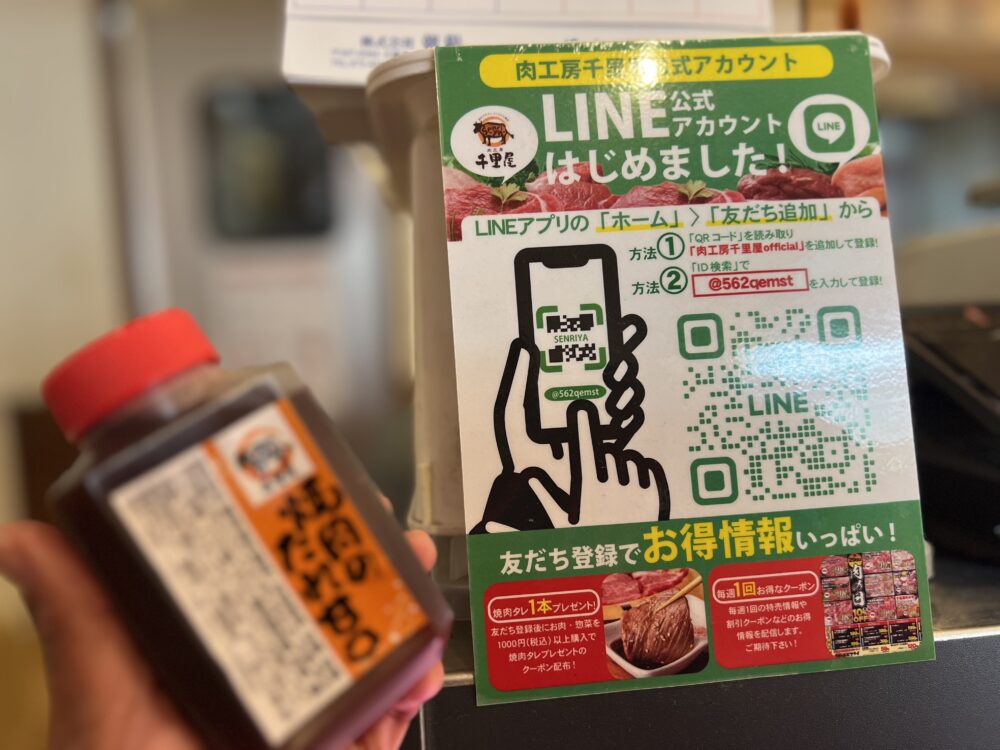 株式会社
肉工房千里屋公式アカウント
LINE公式アカウント
はじめました!
千里屋
LINE
LINEアプリの「ホーム」〉「友だち追加」から
方法① 「QRコード」を読み取り
「肉工房千里屋official」を追加して登録!
方法② 「ID検索」で
@562qemst を入力して登録!
SENRIYA
@562qemst
LINE
友だち登録でお得情報いっぱい!
焼肉タレ1本プレゼント!
友だち登録後にお肉・惣菜を
1000円(税込)以上購入で
焼肉タレプレゼントの
クーポン配布!
毎週1回お得なクーポン
毎週1回の特売情報や
割引クーポンなどのお得
情報を配信します。
ご期待下さい!
肉の日